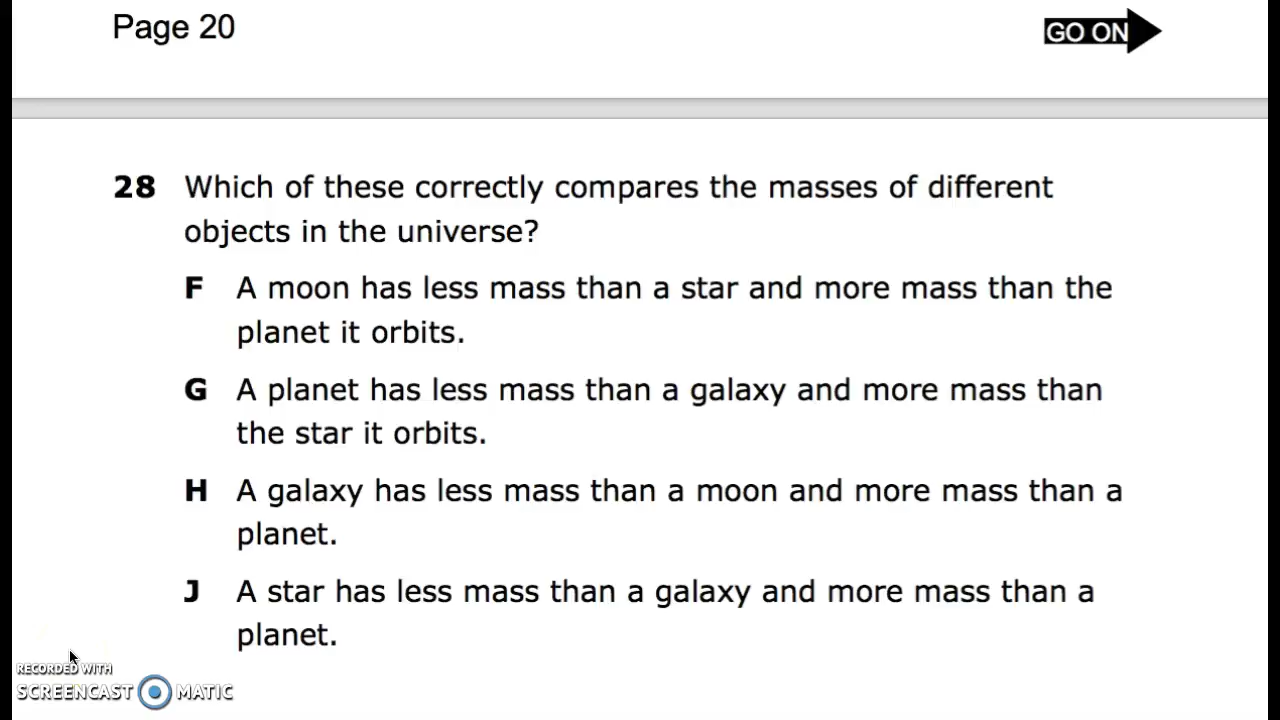 Page 20
GO ON
28 Which of these correctly compares the masses of different
objects in the universe?
F A moon has less mass than a star and more mass than the
planet it orbits.
G A planet has less mass than a galaxy and more mass than
the star it orbits.
H A galaxy has less mass than a moon and more mass than a
planet.
J A star has less mass than a galaxy and more mass than a
planet.
RECORDED WITH
SCREENCAST MATIC